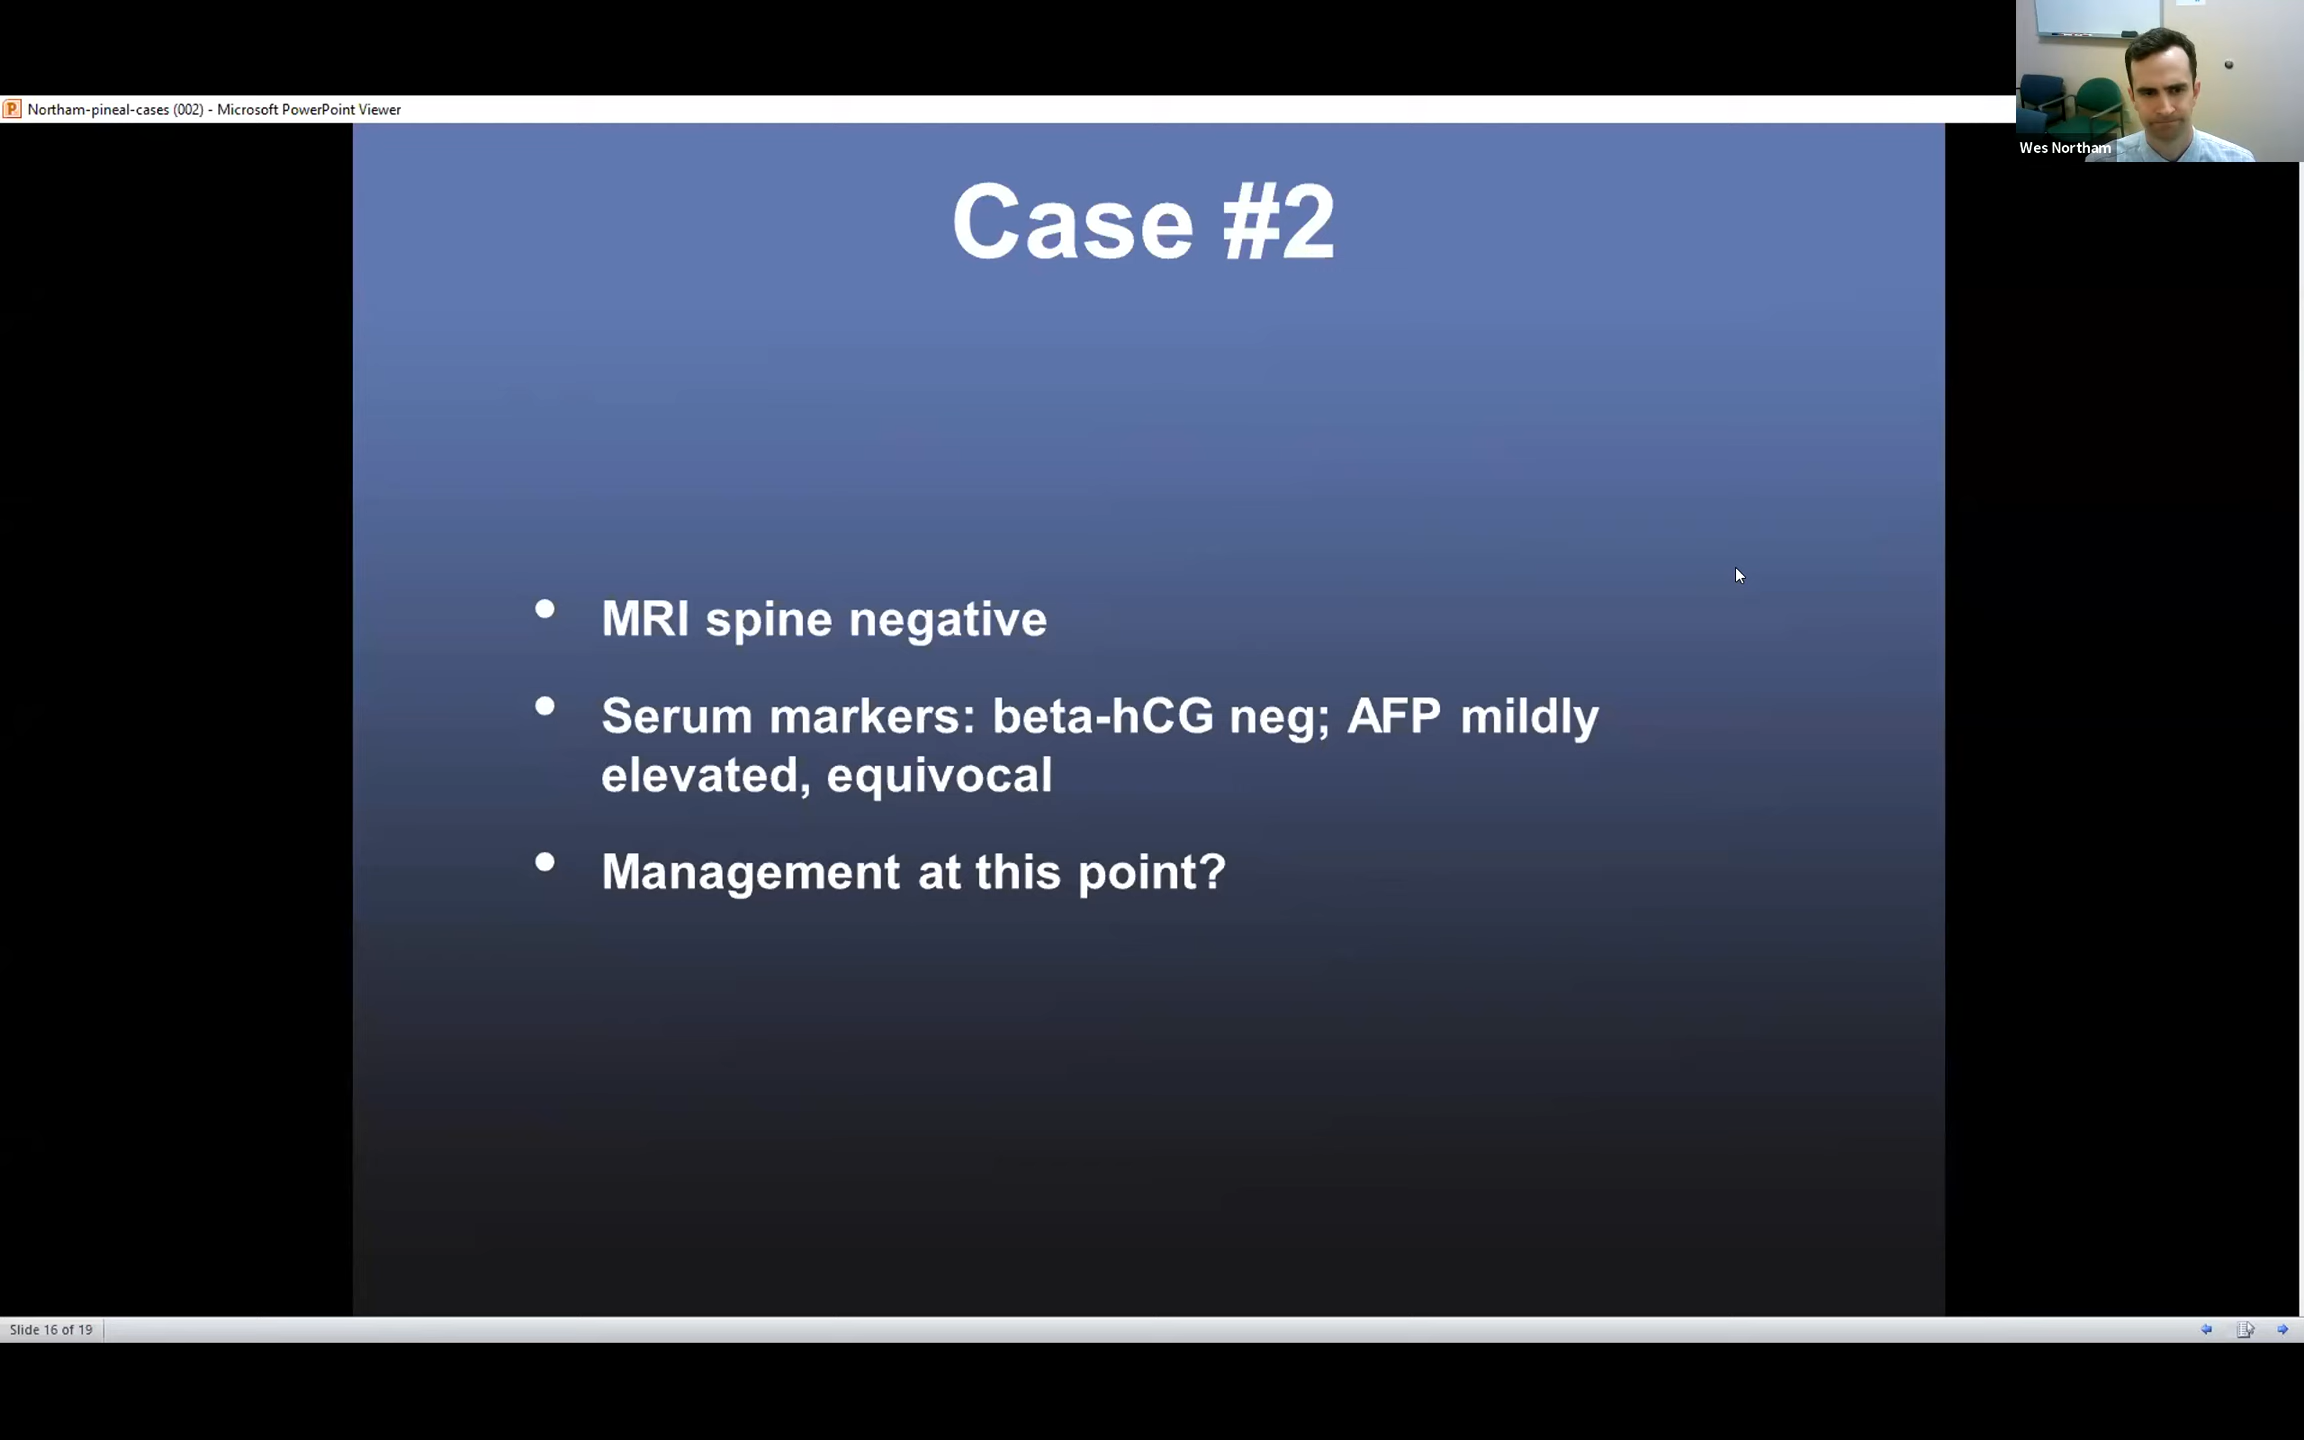 Northam-pineal-cases (002) - Microsoft PowerPoint Viewer
Wes Northam
Case #2
• MRI spine negative
• Serum markers: beta-hCG neg; AFP mildly
elevated, equivocal
• Management at this point?
Slide 16 of 19